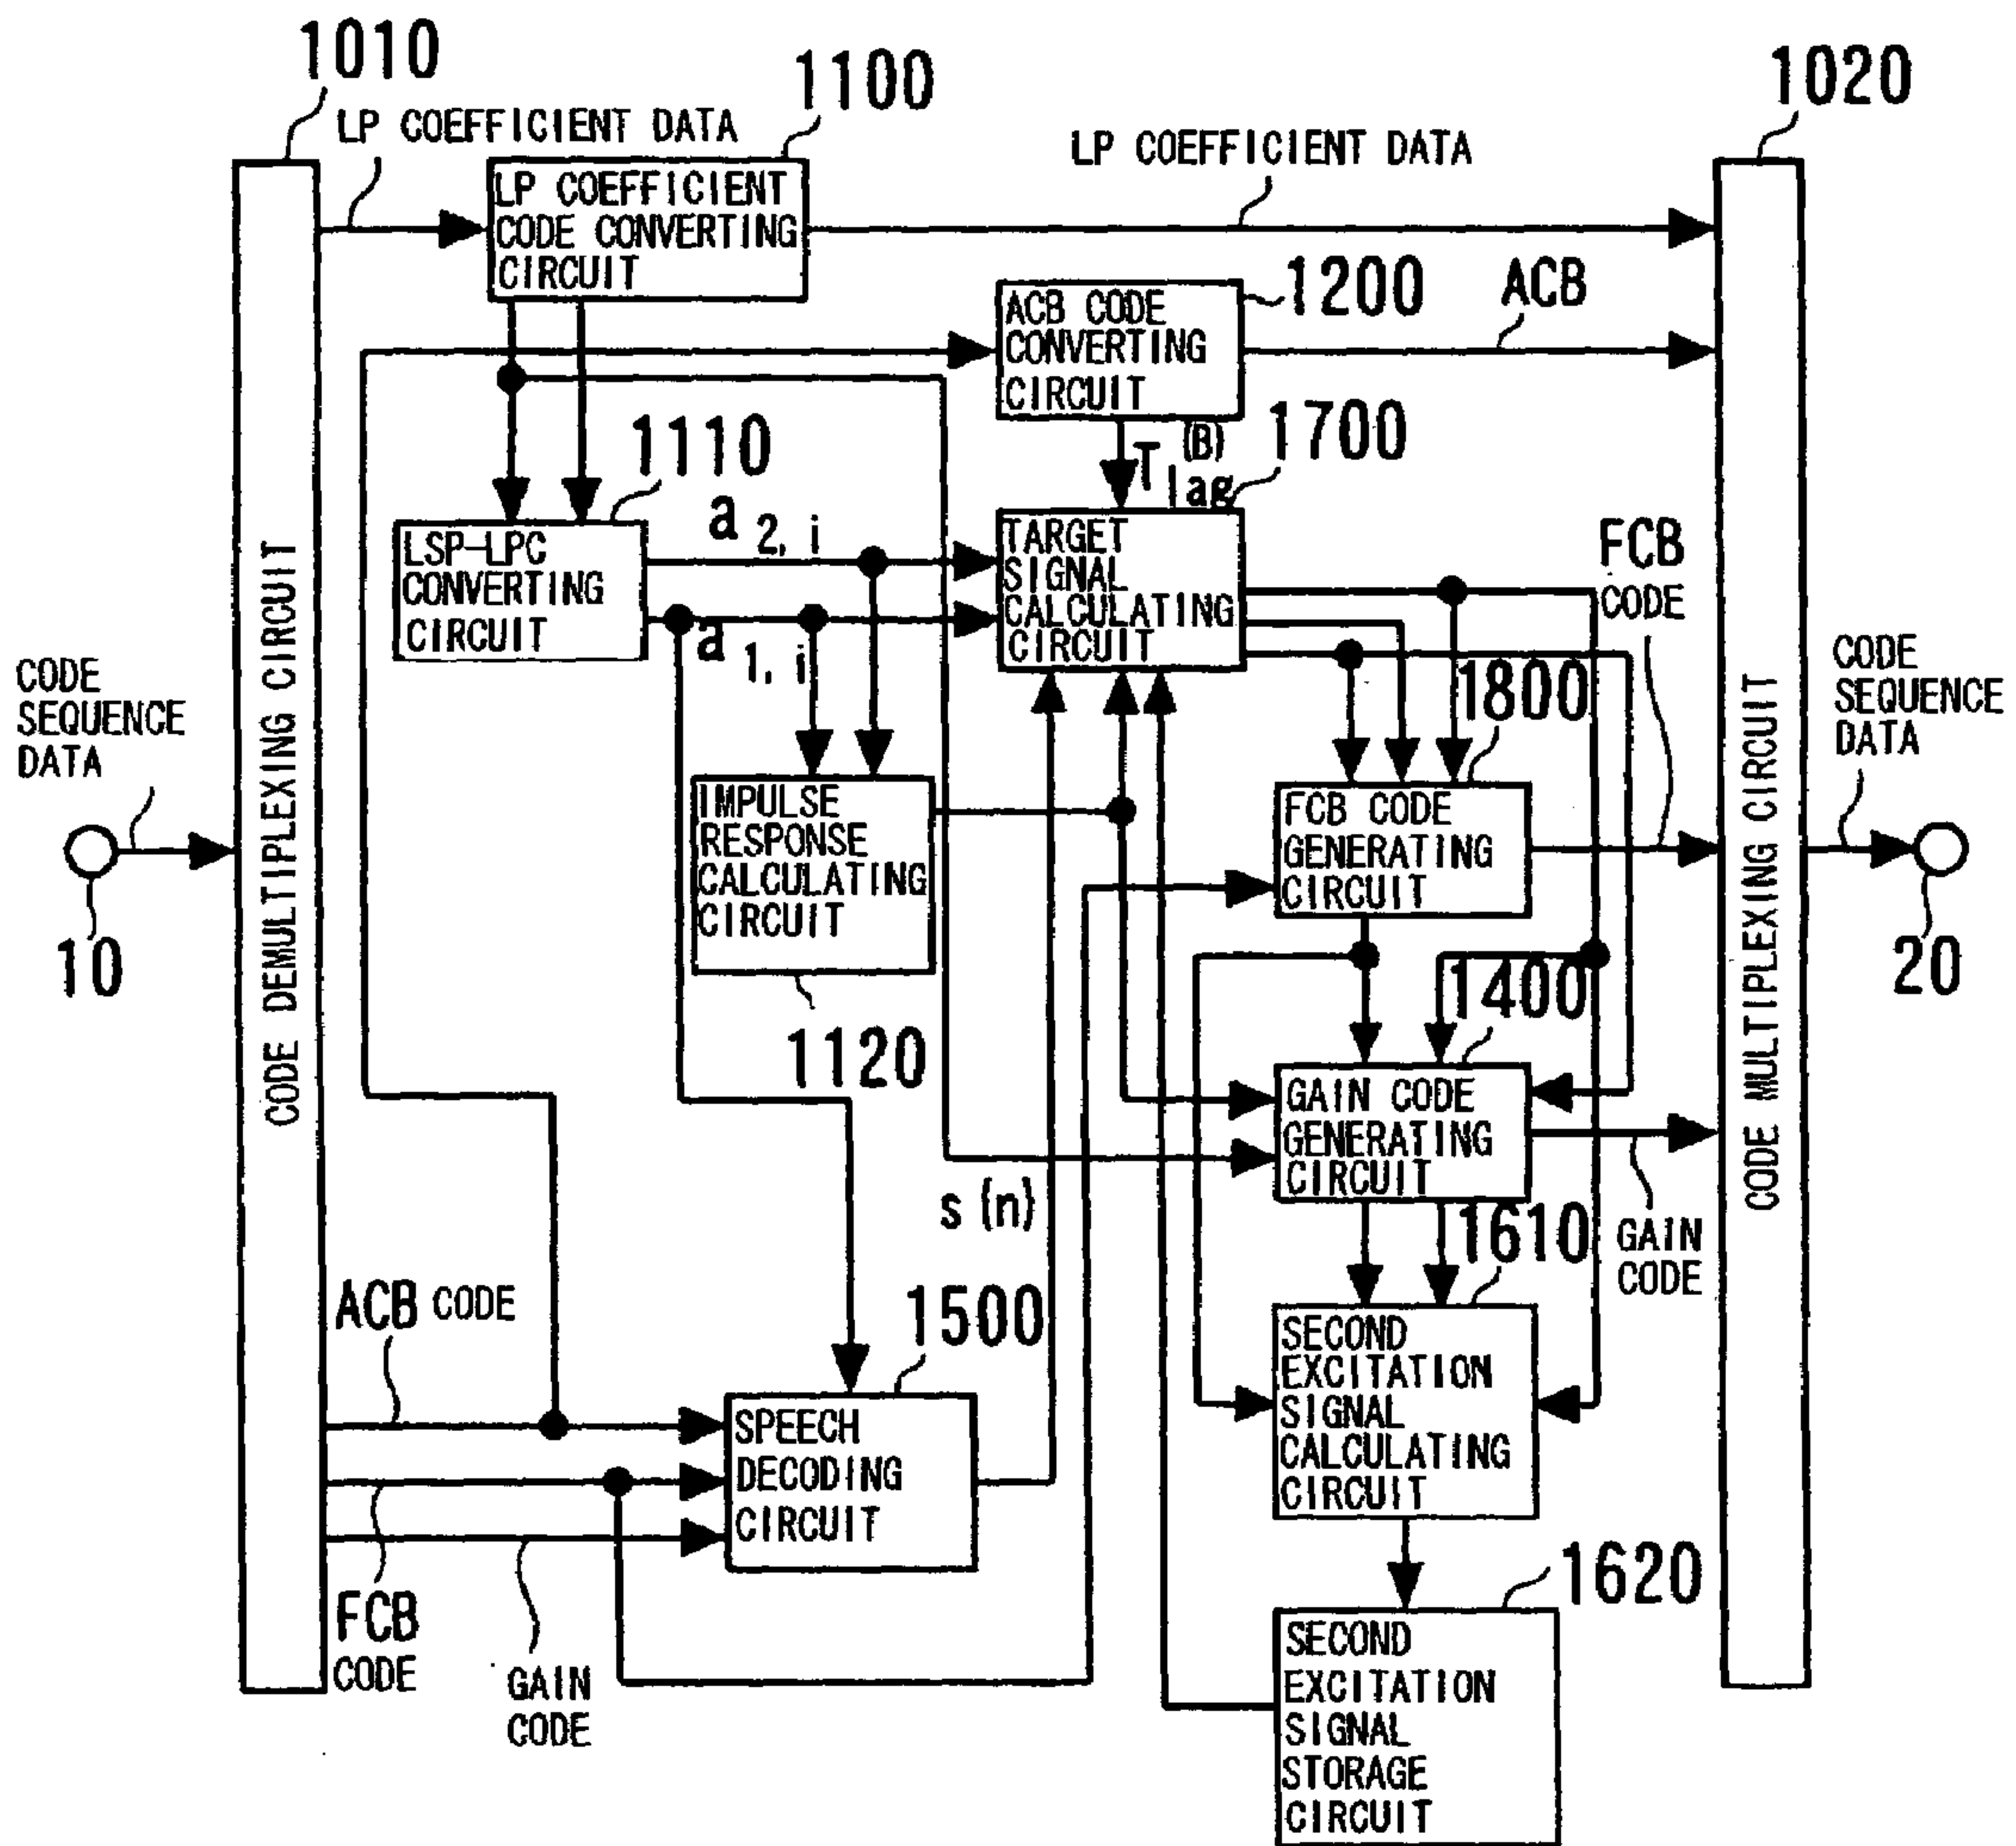 1010
1100
1020
LP COEFFICIENT DATA
LP COEFFICIENT DATA
LP COEFFICIENT
CODE CONVERTING
CIRCUIT
1200
ACB
ACB CODE
CONVERTING
CIRCUIT
T lag (B)
1700
1110
a 2, i
a 1, i
LSP-LPC
CONVERTING
CIRCUIT
TARGET
SIGNAL
CALCULATING
CIRCUIT
FCB
CODE
CODE
SEQUENCE
DATA
10
CODE DEMULTIPLEXING CIRCUIT
1800
IMPULSE
RESPONSE
CALCULATING
CIRCUIT
1120
FCB CODE
GENERATING
CIRCUIT
CODE MULTIPLEXING CIRCUIT
CODE
SEQUENCE
DATA
20
1400
GAIN CODE
GENERATING
CIRCUIT
s (n)
1610
GAIN
CODE
ACB CODE
1500
SPEECH
DECODING
CIRCUIT
SECOND
EXCITATION
SIGNAL
CALCULATING
CIRCUIT
FCB
CODE
GAIN
CODE
1620
SECOND
EXCITATION
SIGNAL
STORAGE
CIRCUIT